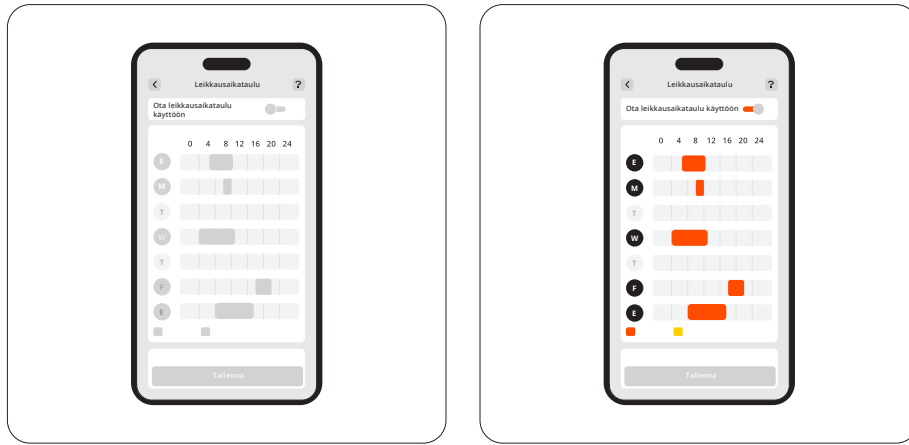 Leikkausaikataulu
?
Ota leikkausaikataulu
käyttöön
0 4 8 12 16 20 24
E
M
T
W
T
F
E
Tallenna
Leikkausaikataulu
?
Ota leikkausaikataulu käyttöön
0 4 8 12 16 20 24
E
M
T
W
T
F
E
Tallenna